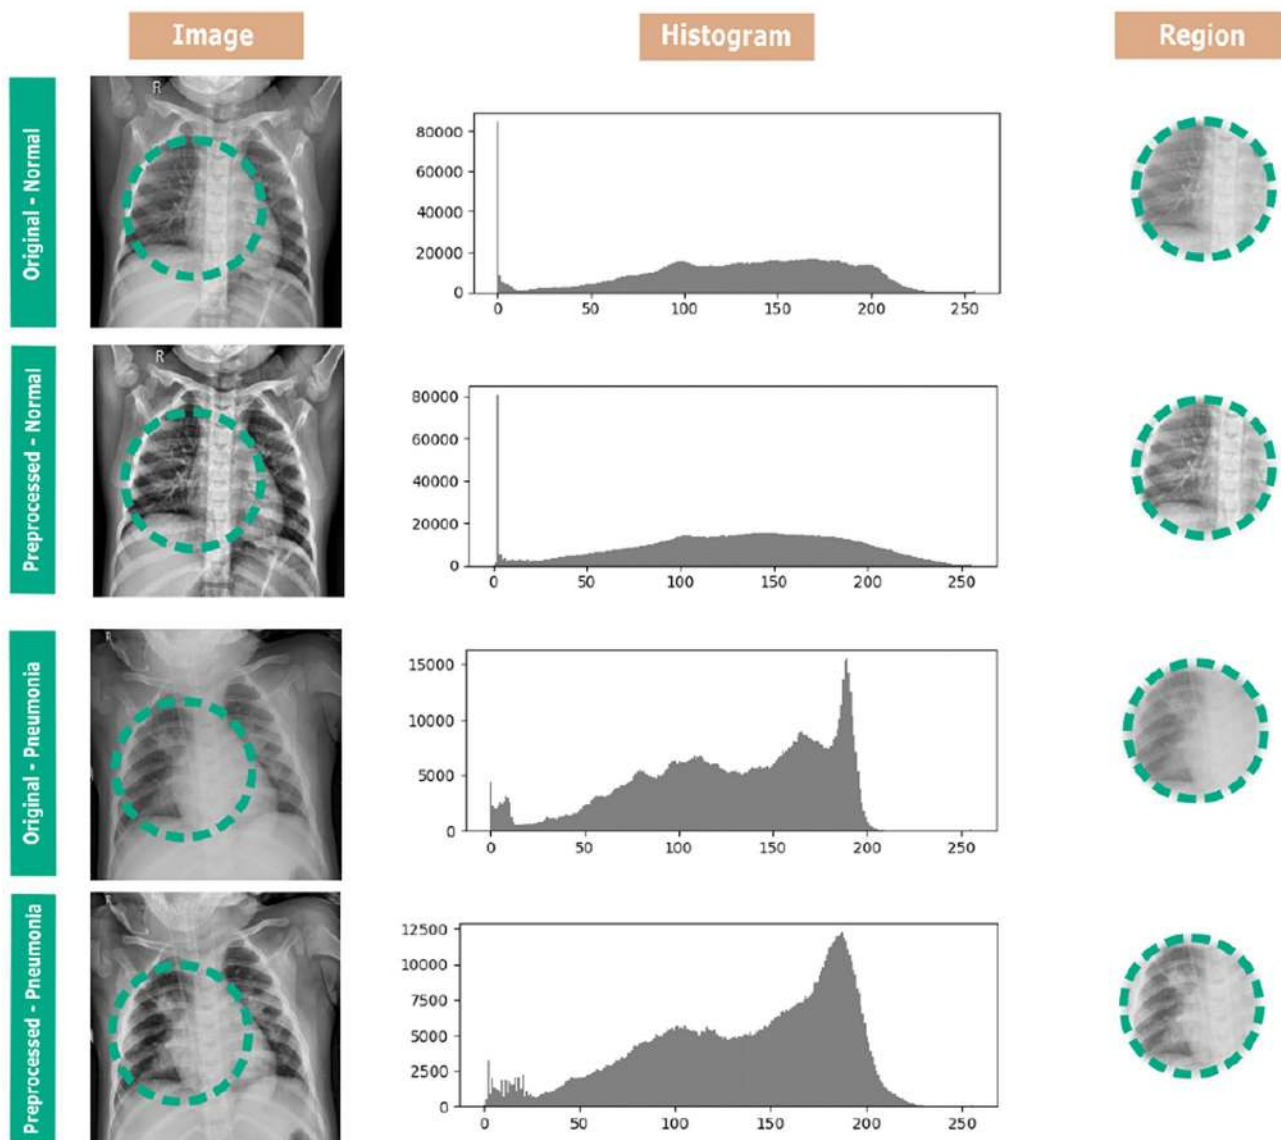 Image Histogram Region
Original - Normal
R
80000
60000
40000
20000
0
0 50 100 150 200 250
Preprocessed - Normal
R
80000
60000
40000
20000
0
0 50 100 150 200 250
Original - Pneumonia
R
15000
10000
5000
0
0 50 100 150 200 250
Preprocessed - Pneumonia
R
12500
10000
7500
5000
2500
0
0 50 100 150 200 250